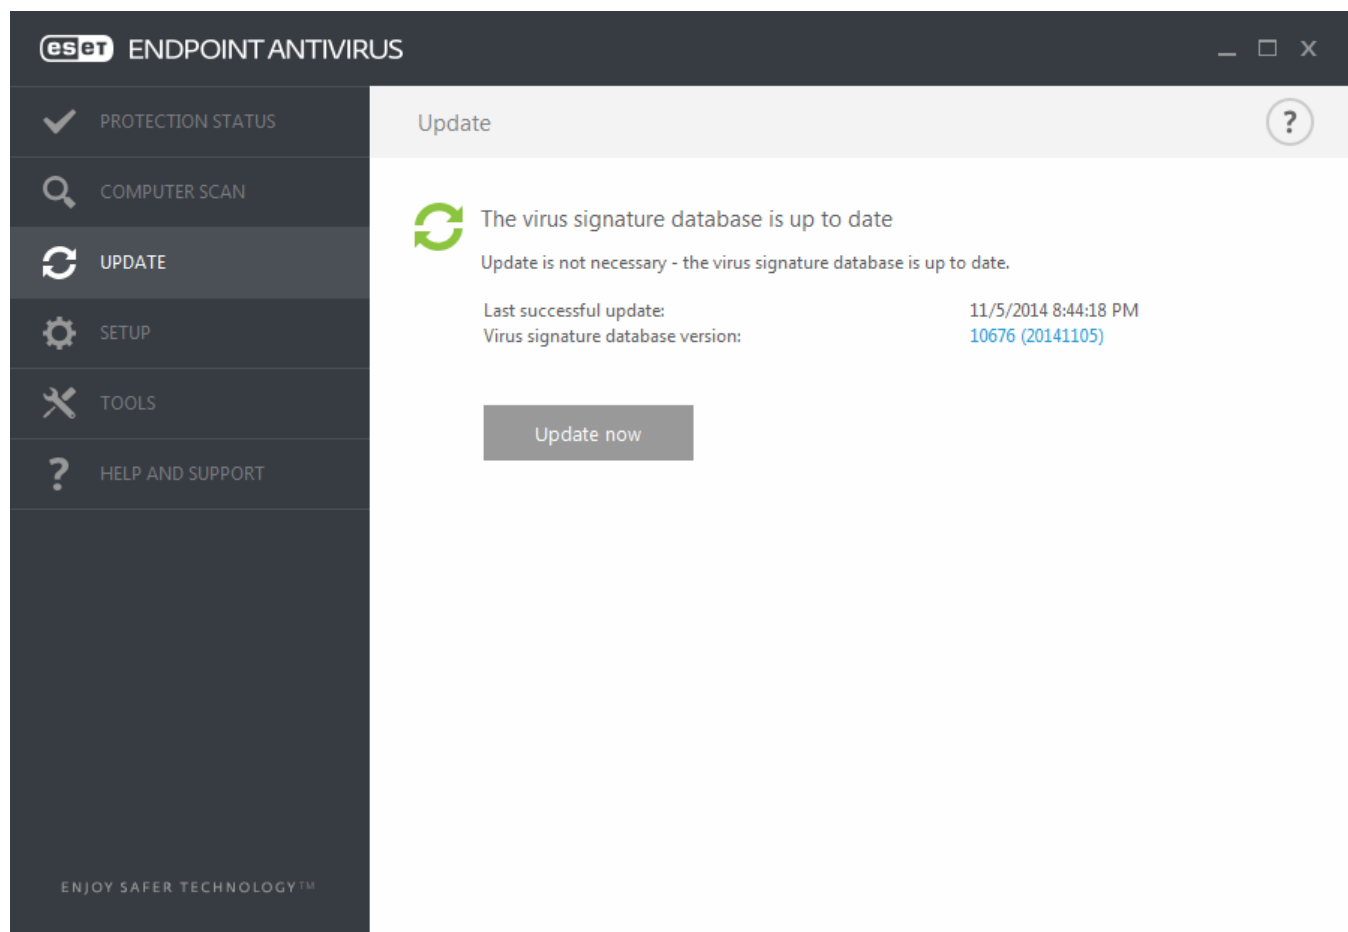 eset ENDPOINT ANTIVIRUS
PROTECTION STATUS
COMPUTER SCAN
UPDATE
SETUP
TOOLS
HELP AND SUPPORT
ENJOY SAFER TECHNOLOGY™
Update
?
The virus signature database is up to date
Update is not necessary - the virus signature database is up to date.
Last successful update: 11/5/2014 8:44:18 PM
Virus signature database version: 10676 (20141105)
Update now